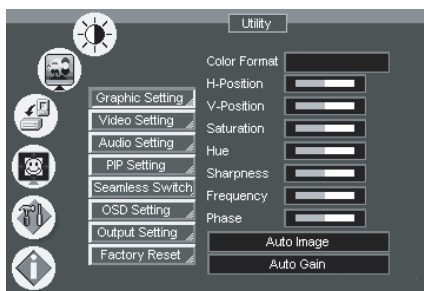 Utility
Graphic Setting
Video Setting
Audio Setting
PIP Setting
Seamless Switch
OSD Setting
Output Setting
Factory Reset
Color Format
H-Position
V-Position
Saturation
Hue
Sharpness
Frequency
Phase
Auto Image
Auto Gain